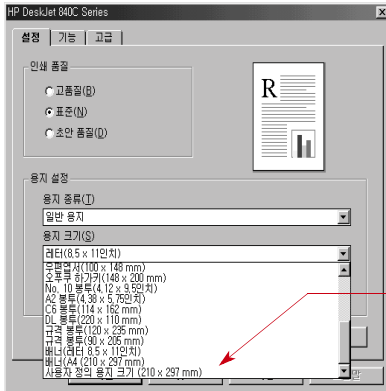 HP DeskJet 840C Series
설정 기능 고급
인쇄 품질
고품질(B)
표준(N)
초안 품질(D)
R
용지 설정
용지 종류(T)
일반 용지
용지 크기(S)
레터(8,5 x 11인치)
우편엽서(100 x 148 mm)
오푸쿠 하가키(148 x 200 mm)
No, 10 봉투(4,12 x 9,5인치)
A2 봉투(4,38 x 5,75인치)
C6 봉투(114 x 162 mm)
DL 봉투(220 x 110 mm)
규격 봉투(120 x 235 mm)
규격 봉투(90 x 205 mm)
배너(레터 8,5 x 11인치)
배너(A4 (210 x 297 mm)
사용자 정의 용지 크기 (210 x 297 mm)